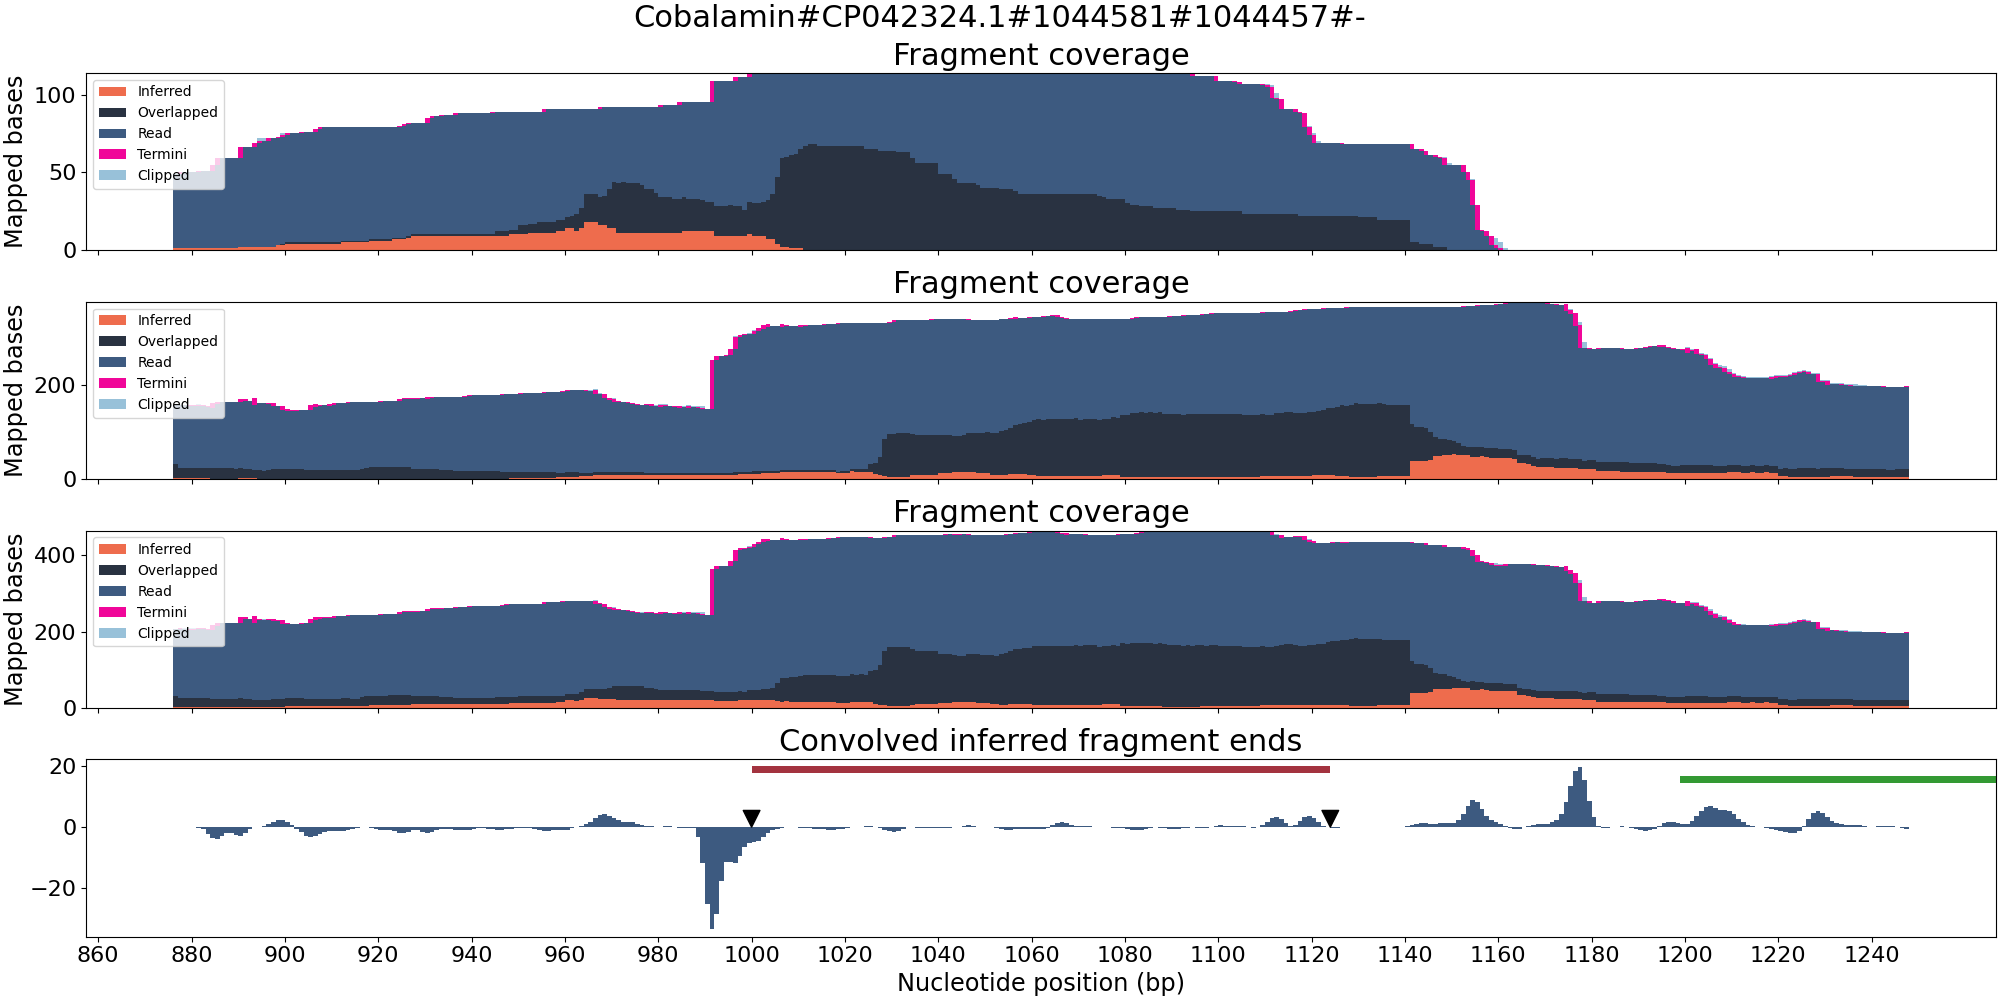 Cobalamin#CP042324.1#1044581#1044457#-
Fragment coverage
Mapped bases
100
50
0
Inferred
Overlapped
Read
Termini
Clipped
Fragment coverage
Mapped bases
200
0
Inferred
Overlapped
Read
Termini
Clipped
Fragment coverage
Mapped bases
400
200
0
Inferred
Overlapped
Read
Termini
Clipped
Convolved inferred fragment ends
20
0
−20
860 880 900 920 940 960 980 1000 1020 1040 1060 1080 1100 1120 1140 1160 1180 1200 1220 1240
Nucleotide position (bp)